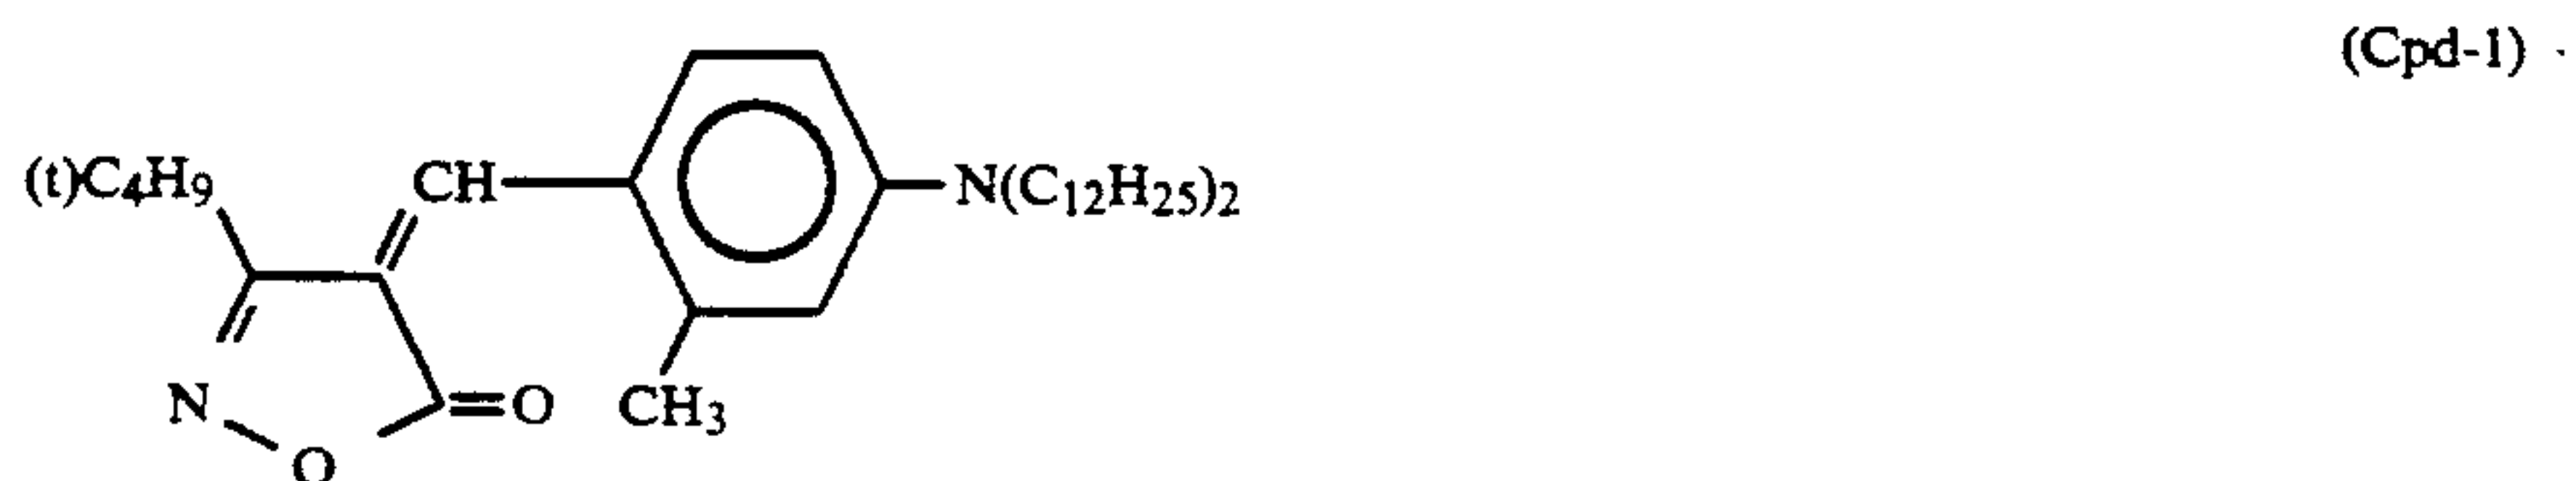 (Cpd-1)
(t)C4H9
CH
N(C12H25)2
N
O
O
CH3